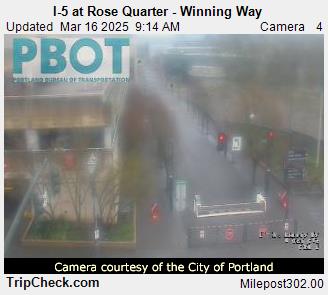 I-5 at Rose Quarter - Winning Way
Updated Mar 16 2025 9:14 AM Camera 4
PBOT
PORTLAND BUREAU OF TRANSPORTATION
Camera courtesy of the City of Portland
TripCheck.com Milepost302.00